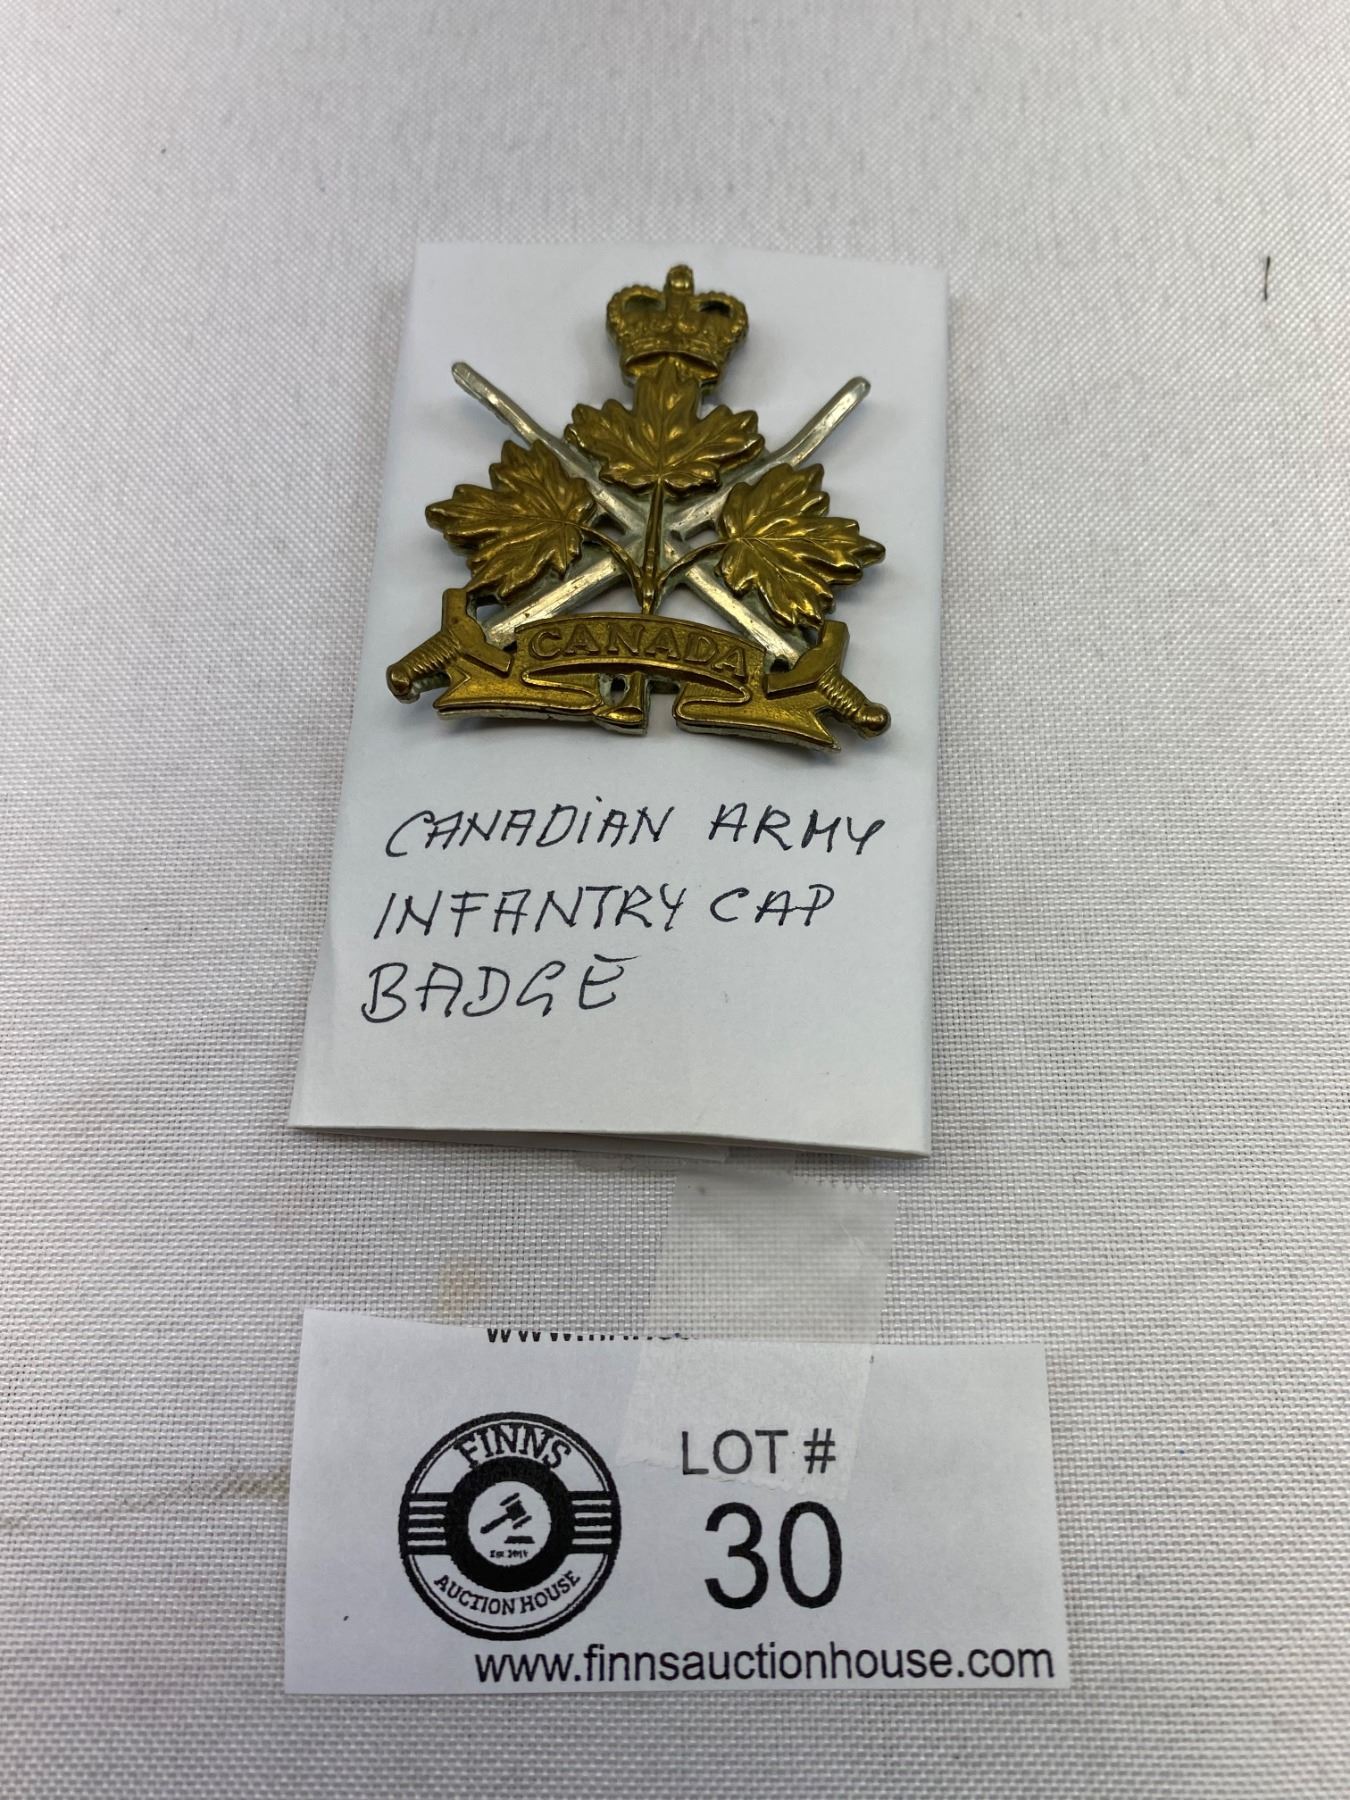 CANADA
CANADIAN ARMY
INFANTRY CAP
BADGE
FINNS
AUCTION HOUSE
LOT #
30
www.finnsauctionhouse.com